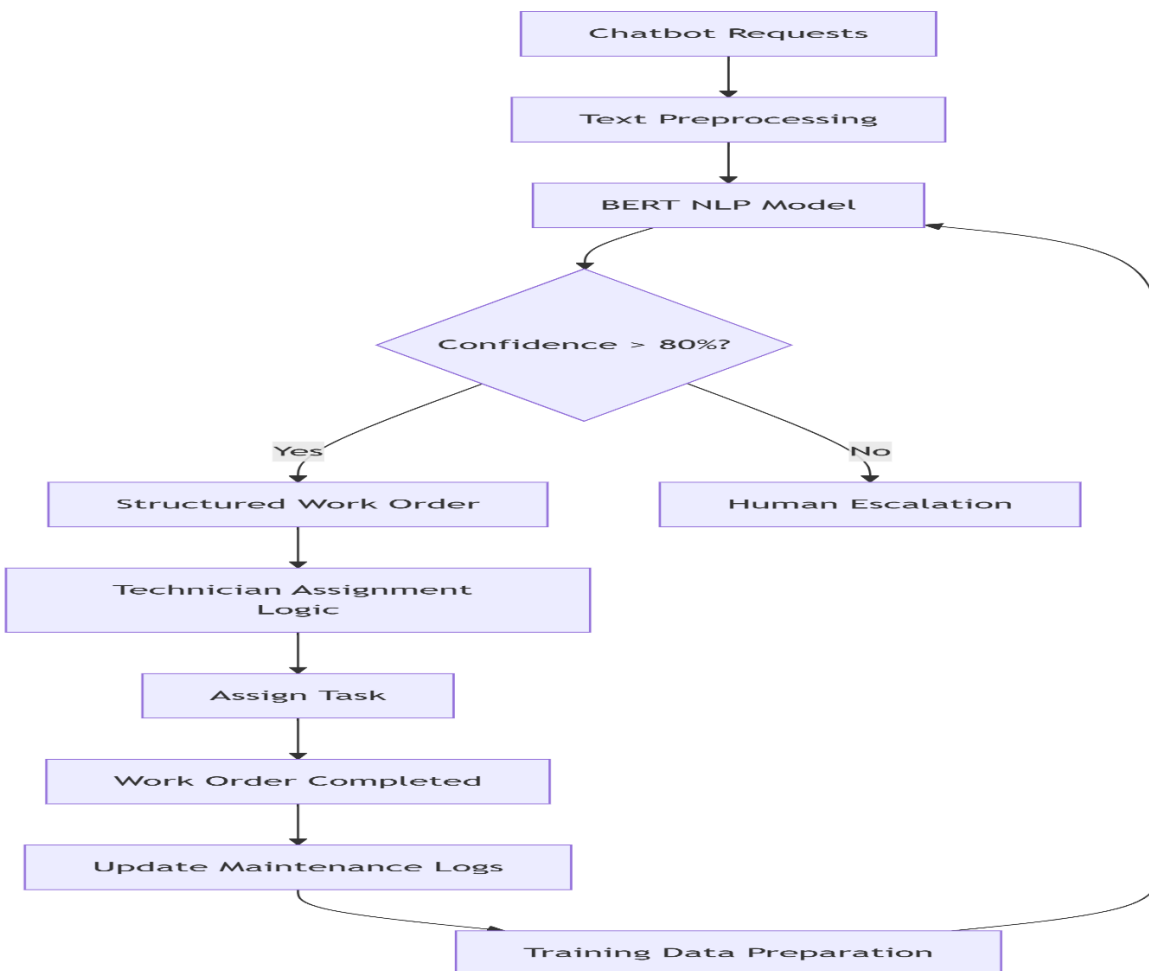 Chatbot Requests
Text Preprocessing
BERT NLP Model
Confidence > 80%?
Yes
No
Structured Work Order
Human Escalation
Technician Assignment
Logic
Assign Task
Work Order Completed
Update Maintenance Logs
Training Data Preparation